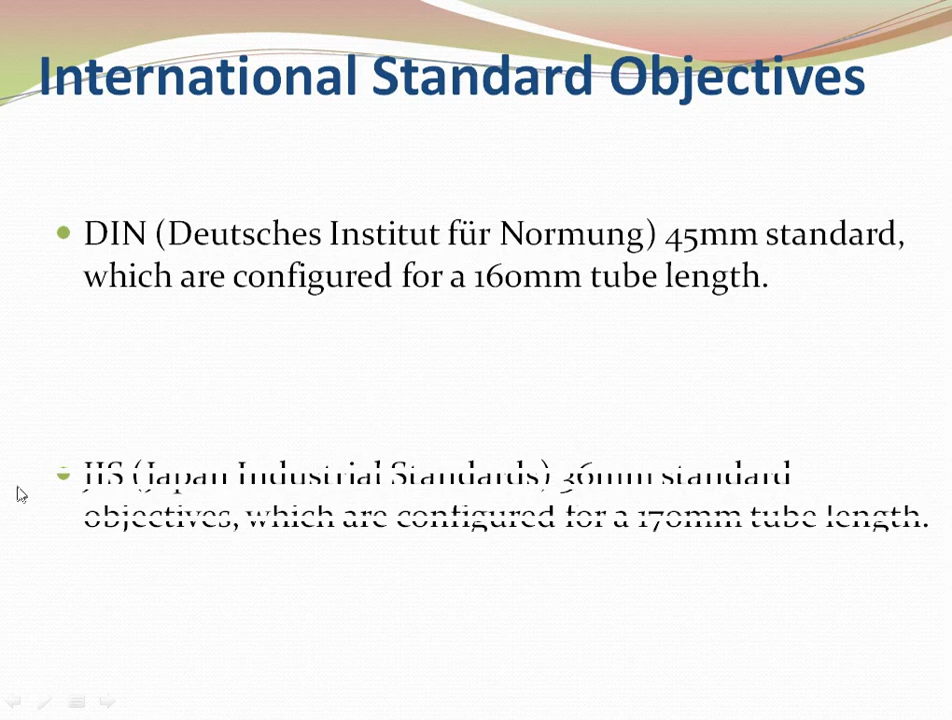 International Standard Objectives
DIN (Deutsches Institut für Normung) 45mm standard,
which are configured for a 160mm tube length.
JIS (Japan Industrial Standards) 36mm standard
objectives, which are configured for a 170mm tube length.